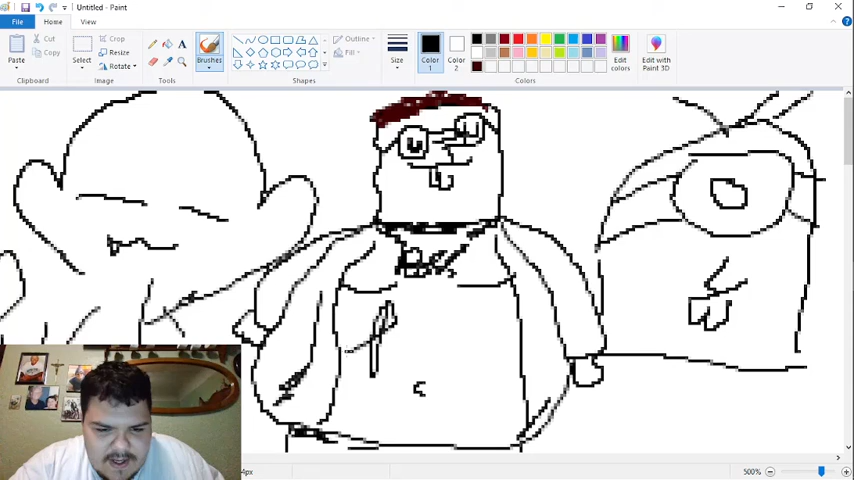 Untitled - Paint
File Home View
Cut
Copy
Paste
Crop
Resize
Rotate
Select
A
Brushes
Outline
Fill
Size
Color
1
Color
2
Edit
colors
Edit with
Paint 3D
Clipboard Image Tools Shapes Colors
4px
500%